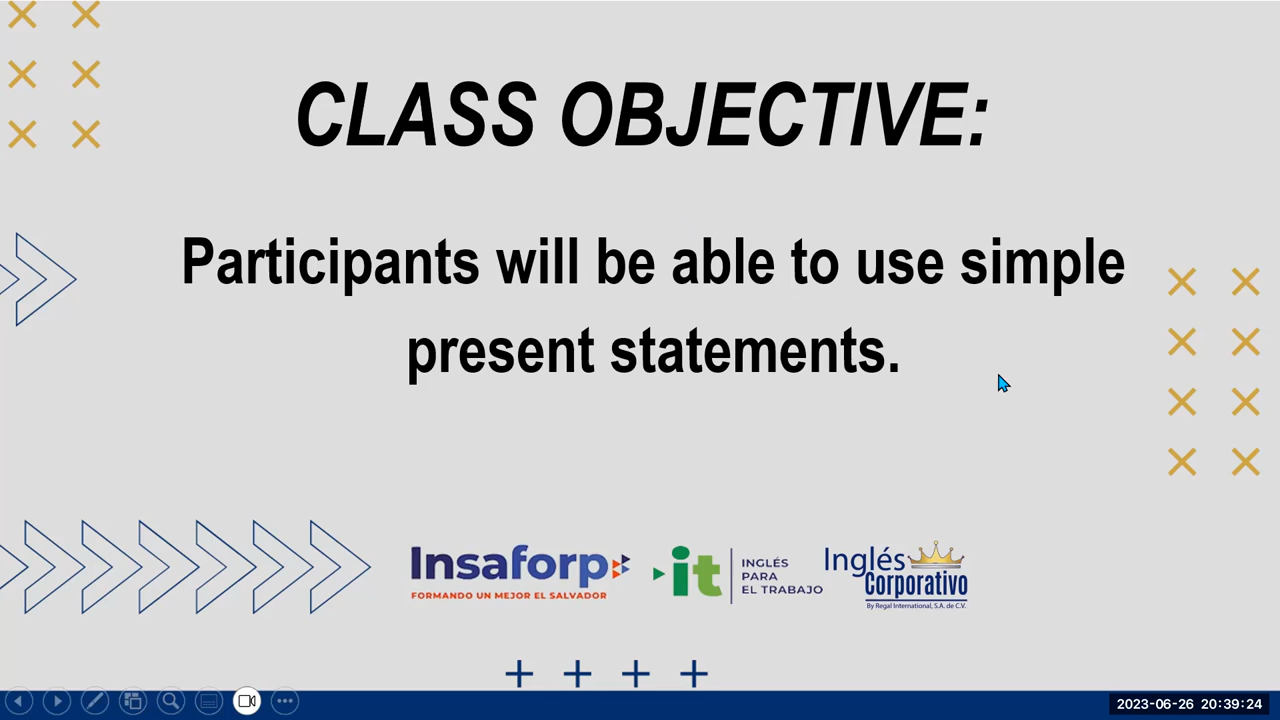 CLASS OBJECTIVE:
Participants will be able to use simple
present statements.
Insaforp
FORMANDO UN MEJOR EL SALVADOR
it
INGLÉS
PARA
EL TRABAJO
Inglés
Corporativo
By Regal International, S.A. de C.V.
2023-06-26 20:39:24